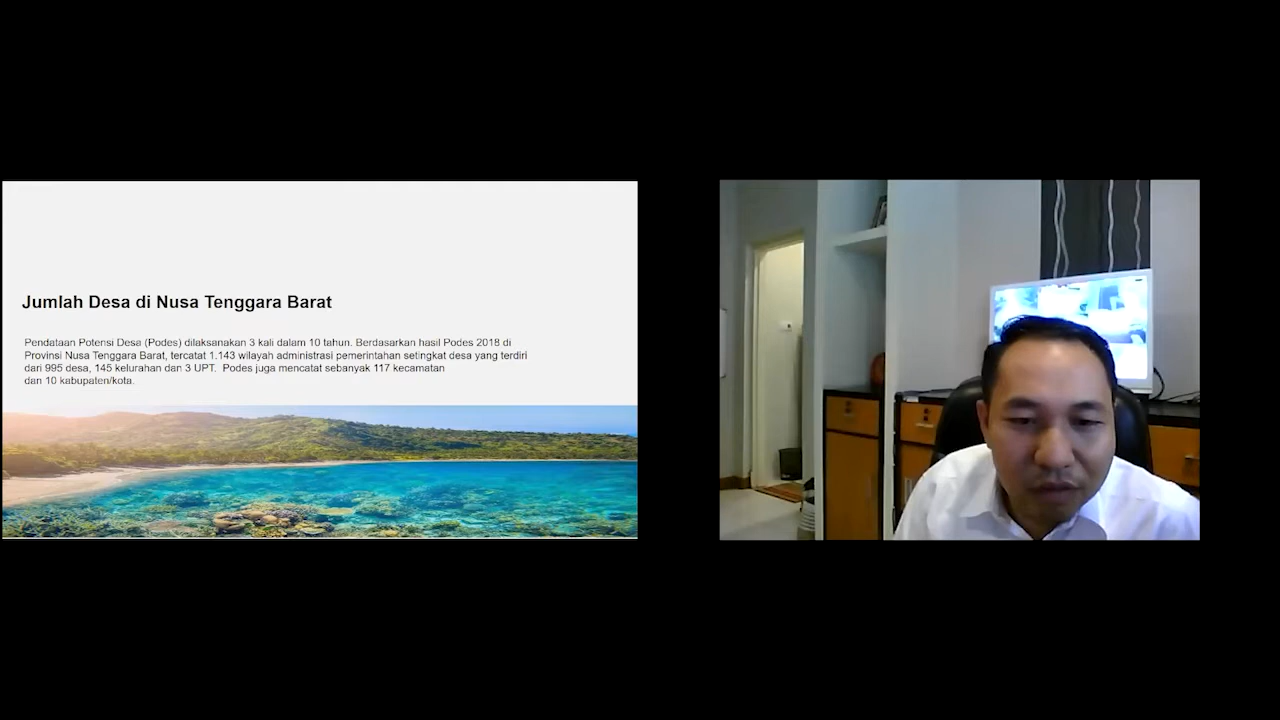 Jumlah Desa di Nusa Tenggara Barat
Pendataan Potensi Desa (Podes) dilaksanakan 3 kali dalam 10 tahun. Berdasarkan hasil Podes 2018 di
Provinsi Nusa Tenggara Barat, tercatat 1.143 wilayah administrasi pemerintahan setingkat desa yang terdiri
dari 995 desa, 145 kelurahan dan 3 UPT. Podes juga mencatat sebanyak 117 kecamatan
dan 10 kabupaten/kota.